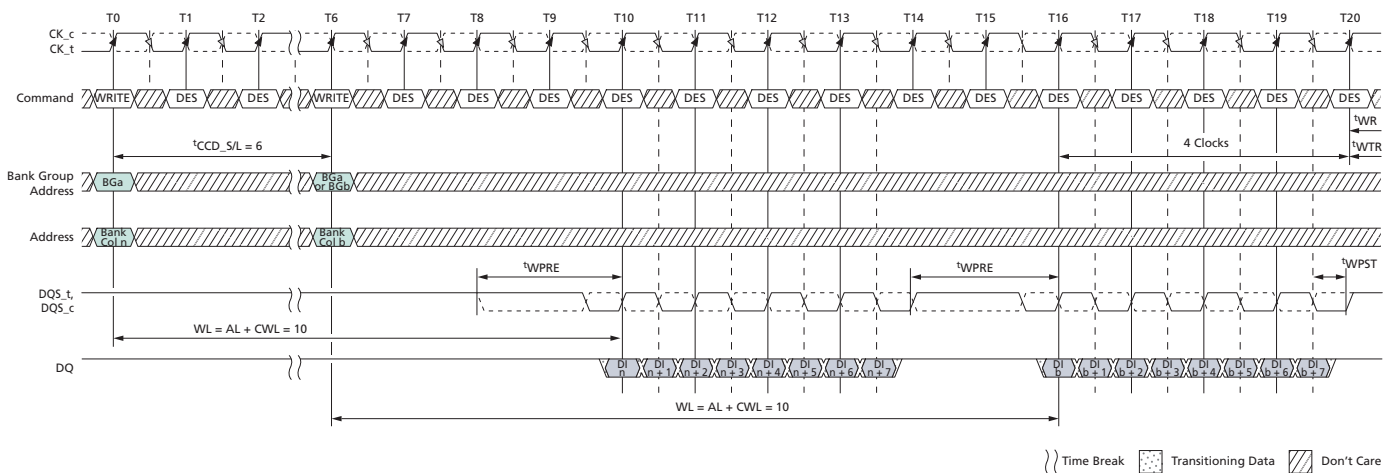 T0 T1 T2 T6 T7 T8 T9 T10 T11 T12 T13 T14 T15 T16 T17 T18 T19 T20
CK_c
CK_t
Command WRITE DES DES WRITE DES DES DES DES DES DES DES DES DES DES DES DES DES DES
tWR
tCCD_S/L = 6
4 Clocks
tWTR
Bank Group
Address
BGa
BGa
or BGb
Address
Bank
Col n
Bank
Col b
tWPRE
tWPRE
tWPST
DQS_t,
DQS_c
WL = AL + CWL = 10
DQ
DI
n
DI
n + 1
DI
n + 2
DI
n + 3
DI
n + 4
DI
n + 5
DI
n + 6
DI
n + 7
DI
b
DI
b + 1
DI
b + 2
DI
b + 3
DI
b + 4
DI
b + 5
DI
b + 6
DI
b + 7
WL = AL + CWL = 10
Time Break Transitioning Data Don't Care